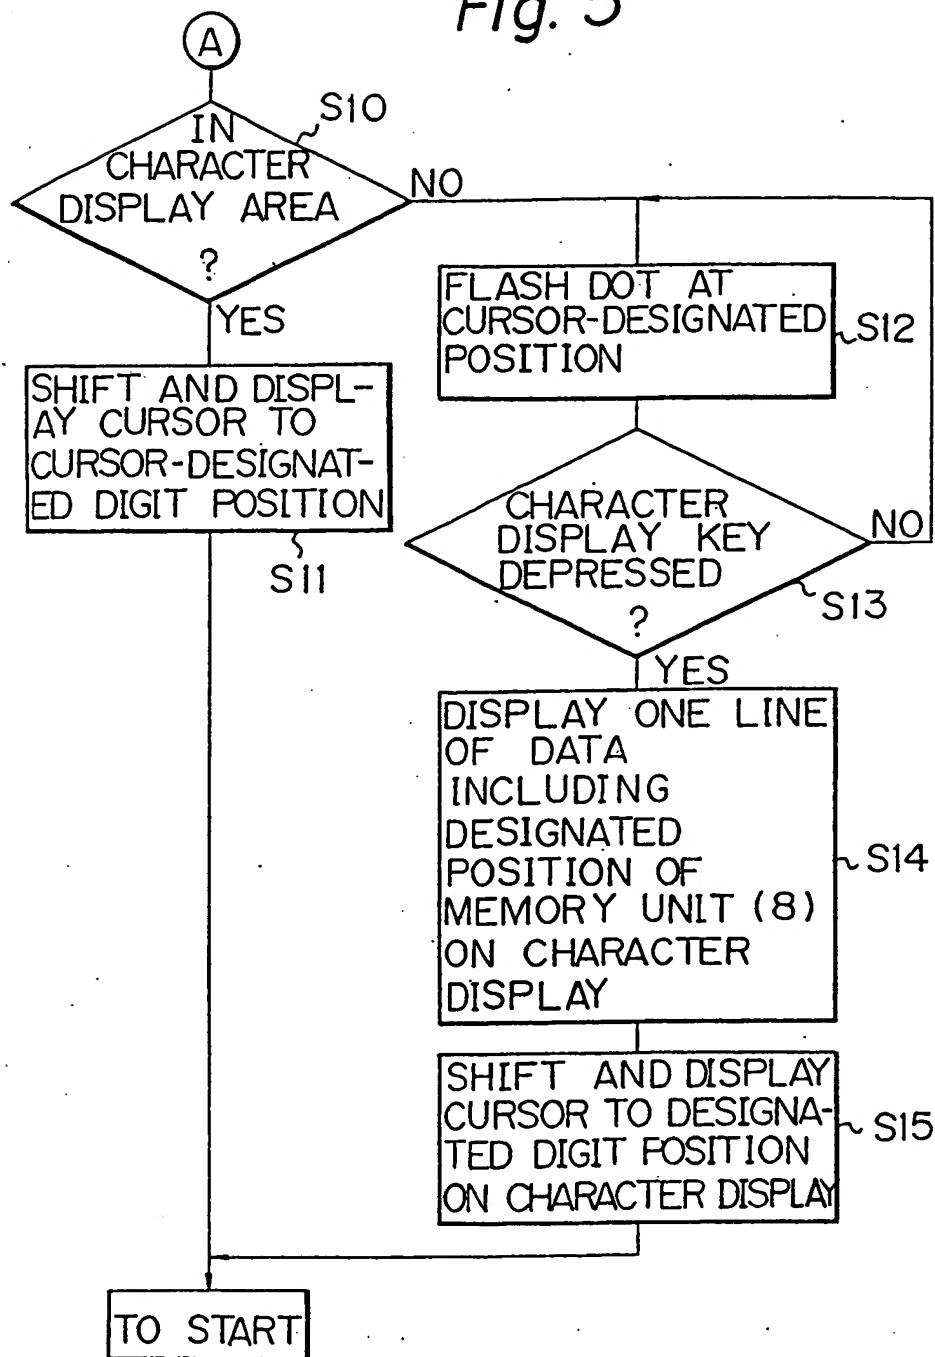 Fig. 5
A
S10
IN
CHARACTER
DISPLAY AREA
?
NO
YES
SHIFT AND DISPL-
AY CURSOR TO
CURSOR-DESIGNAT-
ED DIGIT POSITION
S11
FLASH DOT AT
CURSOR-DESIGNATED
POSITION
S12
CHARACTER
DISPLAY KEY
DEPRESSED
?
NO
S13
YES
DISPLAY ONE LINE
OF DATA
INCLUDING
DESIGNATED
POSITION OF
MEMORY UNIT (8)
ON CHARACTER
DISPLAY
S14
SHIFT AND DISPLAY
CURSOR TO DESIGNA-
TED DIGIT POSITION
ON CHARACTER DISPLAY
S15
TO START